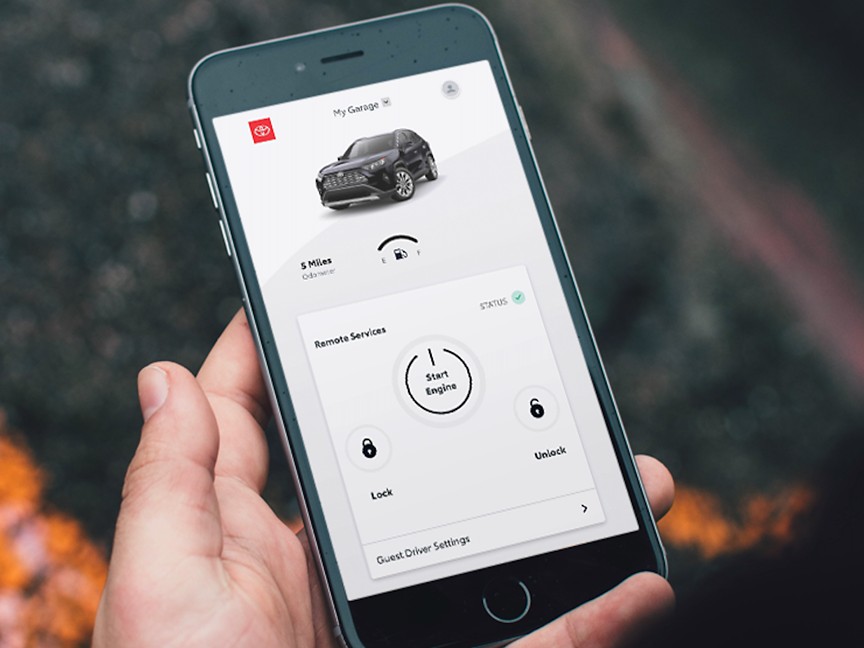 My Garage
5 Miles
Odometer
E F
STATUS
Remote Services
Start
Engine
Lock
Unlock
Guest Driver Settings